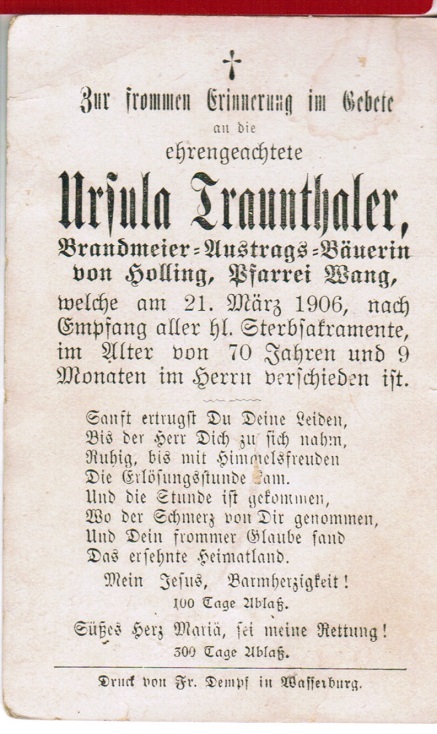 †
Zur frommen Erinnerung im Gebete
an die
ehrengeachtete
Ursula Traunthaler,
Brandmeier-Austrags-Bäuerin
von Holling, Pfarrei Wang,
welche am 21. März 1906, nach
Empfang aller hl. Sterbsakramente,
im Alter von 70 Jahren und 9
Monaten im Herrn verschieden ist.
Sanft ertrugst Du Deine Leiden,
Bis der Herr Dich zu sich nahm,
Ruhig, bis mit Himmelsfreuden
Die Erlösungsstunde kam.
Und die Stunde ist gekommen,
Wo der Schmerz von Dir genommen,
Und Dein frommer Glaube fand
Das ersehnte Heimatland.
Mein Jesus, Barmherzigkeit!
100 Tage Ablaß.
Süßes Herz Mariä, sei meine Rettung!
300 Tage Ablaß.
Druck von Fr. Dempf in Wasserburg.